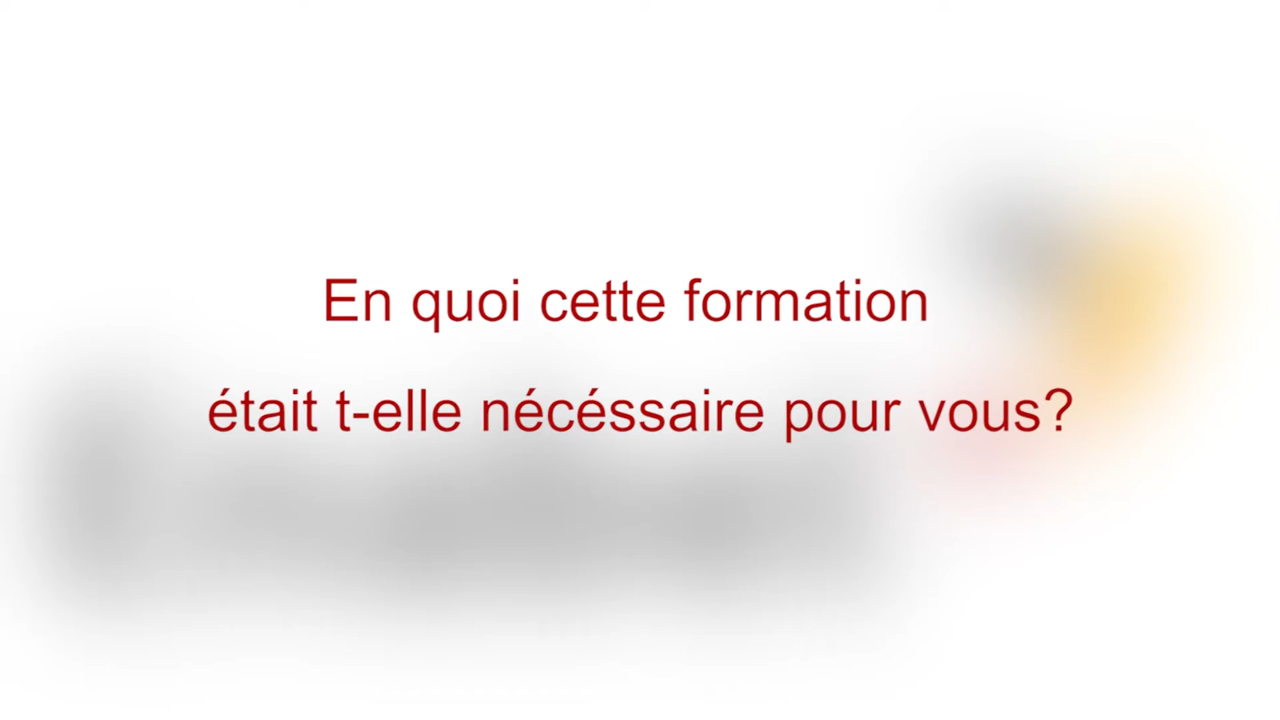 En quoi cette formation
était t-elle nécéssaire pour vous?